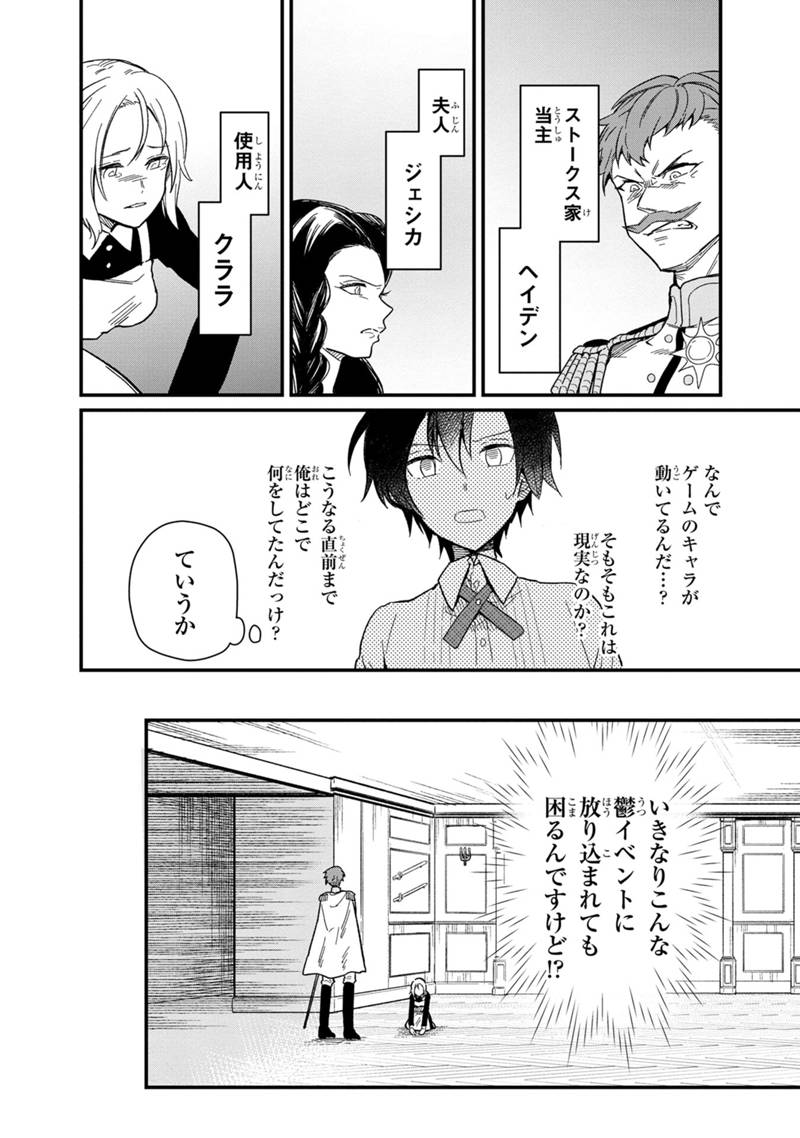 ストークス家
当主
ヘイデン
夫人
ジェシカ
使用人
クララ
なんで
ゲームのキャラが
動いてるんだ…?
そもそもこれは
現実なのか?
こうなる直前まで
俺はどこで
何をしてたんだっけ?
ていうか
いきなりこんな
鬱イベントに
放り込まれても
困るんですけど!?